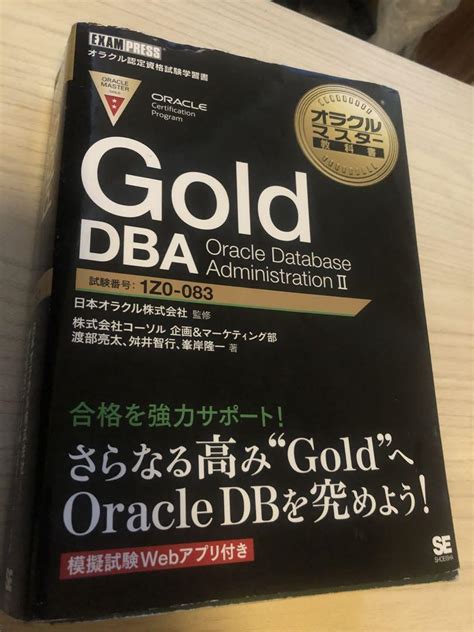 EXAMPRESS
オラクル認定資格試験学習書
ORACLE
MASTER
ORACLE
Certification
Program
オラクル
マスター
教科書
Gold
DBA
Oracle Database
Administration II
試験番号：1Z0-083
日本オラクル株式会社 監修
株式会社コーソル 企画&マーケティング部
渡部亮太、舛井智行、峯岸隆一 著
合格を強力サポート！
さらなる高み“Gold”へ
Oracle DBを究めよう！
模擬試験Webアプリ付き
SE
SHOEISHA